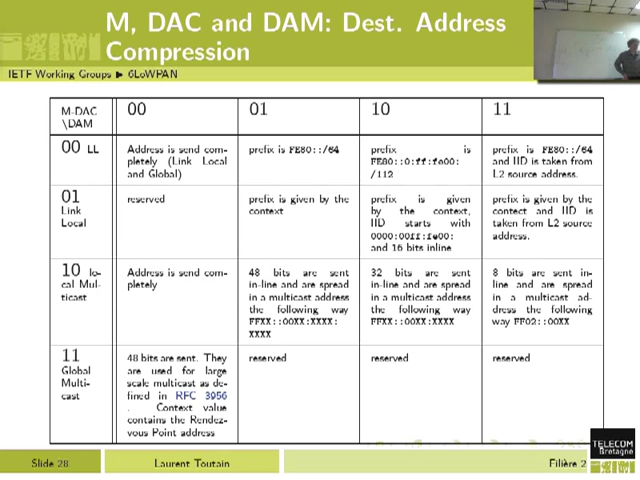 M, DAC and DAM: Dest. Address
Compression
IETF Working Groups ▶ 6LoWPAN
M-DAC
\DAM
00
01
10
11
00 LL
Address is send com-
pletely (Link Local
and Global)
prefix is FE80::/64
prefix is
FE80::0:ff:fe00:
/112
prefix is FE80::/64
and IID is taken from
L2 source address.
01
Link
Local
reserved
prefix is given by the
context
prefix is given
by the context,
IID starts with
0000:00ff:fe00:
and 16 bits inline
prefix is given by the
contect and IID is
taken from L2 source
address.
10 lo-
cal Mul-
ticast
Address is send com-
pletely
48 bits are sent
in-line and are spread
in a multicast address
the following way
FFXX::00XX:XXXX:
XXXX
32 bits are sent
in-line and are spread
in a multicast address
the following way
FFXX::00XX:XXXX
8 bits are sent in-
line and are spread
in a multicast ad-
dress the following
way FF02::00XX
11
Global
Multi-
cast
48 bits are sent. They
are used for large
scale multicast as de-
fined in RFC 3956
. Context value
contains the Rendez-
vous Point address
reserved
reserved
reserved
Slide 28
Laurent Toutain
Filière 2
TELECOM
Bretagne